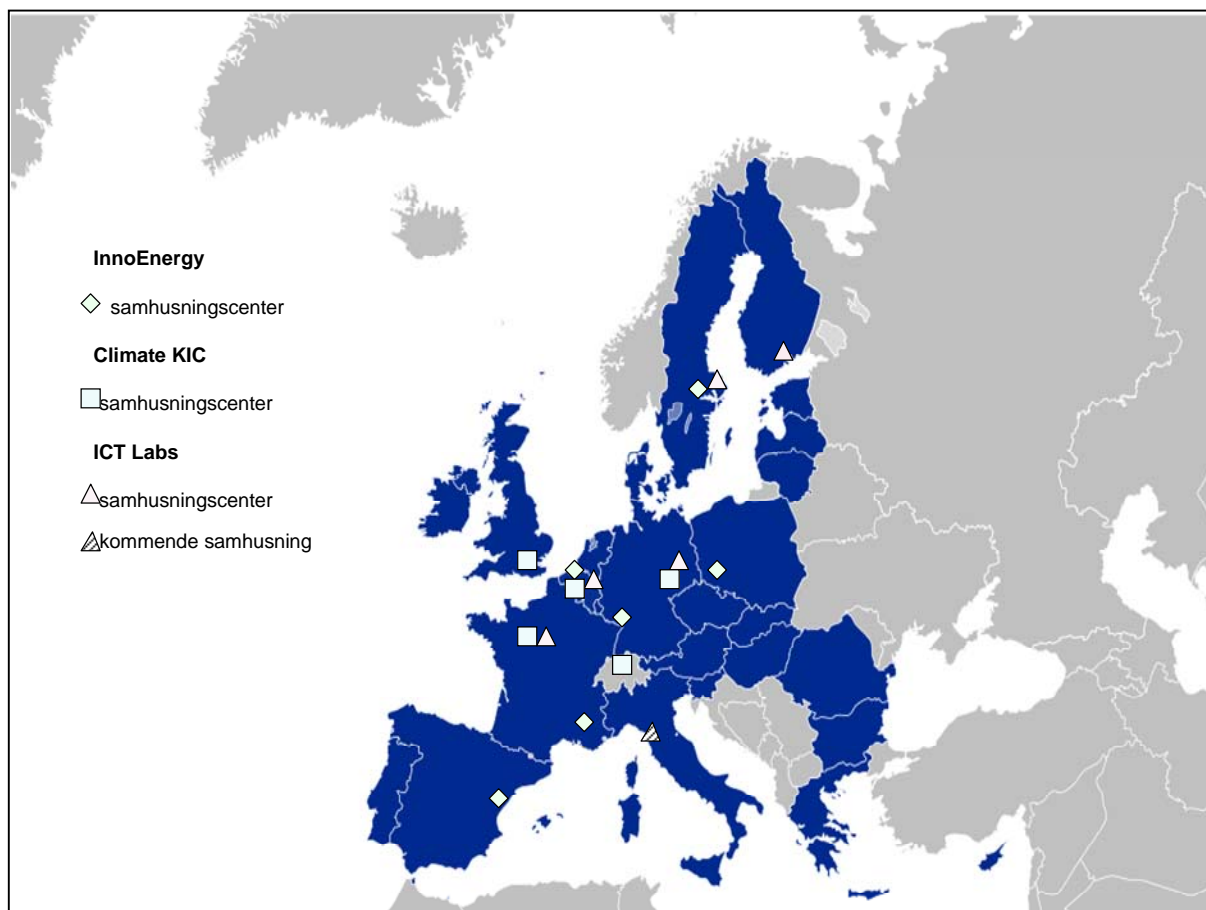 InnoEnergy
samhusningscenter
Climate KIC
samhusningscenter
ICT Labs
samhusningscenter
kommende samhusning